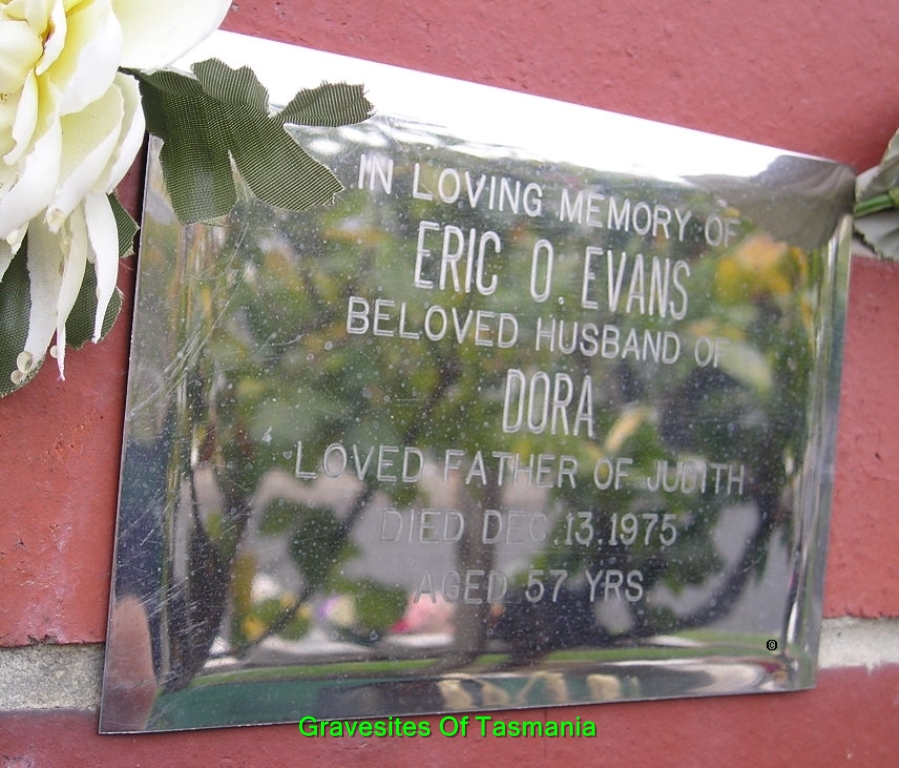 IN LOVING MEMORY OF
ERIC O. EVANS
BELOVED HUSBAND OF
DORA
LOVED FATHER OF JUDITH
DIED DEC.13.1975
AGED 57 YRS.
©
Gravesites Of Tasmania